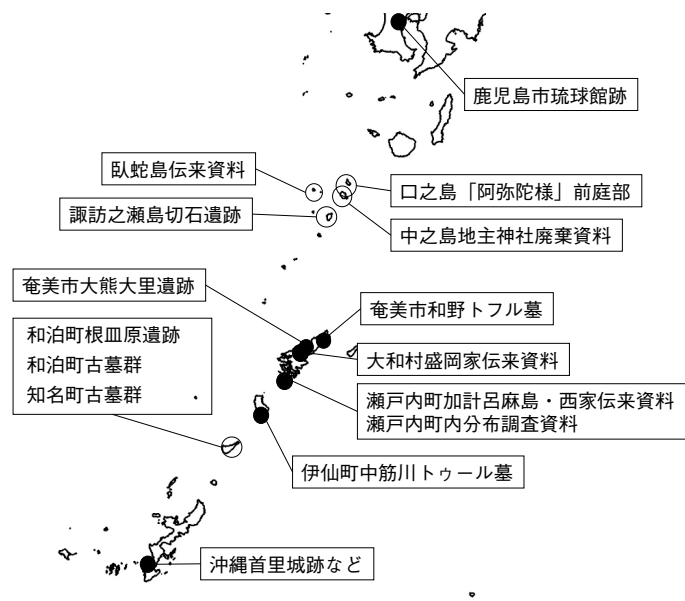 鹿児島市琉球館跡
臥蛇島伝来資料
口之島「阿弥陀様」前庭部
諏訪之瀬島切石遺跡
中之島地主神社廃棄資料
奄美市大熊大里遺跡
奄美市和野トフル墓
和泊町根皿原遺跡
和泊町古墓群
知名町古墓群
大和村盛岡家伝来資料
瀬戸内町加計呂麻島・西家伝来資料
瀬戸内町内分布調査資料
伊仙町中筋川トゥール墓
沖縄首里城跡など